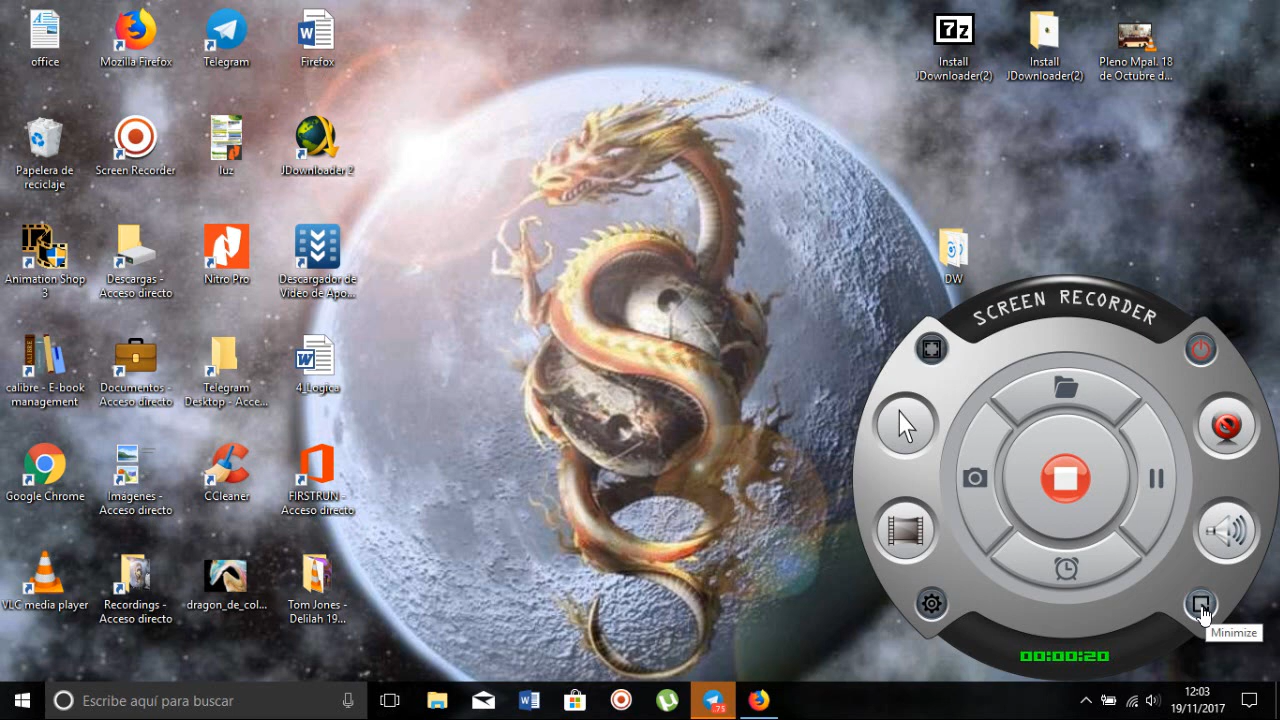 office
Mozilla Firefox
Telegram
Firefox
7z
Install
JDownloader(2)
Install
JDownloader(2)
Pleno Mpal. 18
de Octubre d...
Papelera de
reciclaje
Screen Recorder
luz
JDownloader 2
Animation Shop
3
Descargas -
Acceso directo
Nitro Pro
Descargador de
Vídeo de Apo...
DW
SCREEN RECORDER
calibre - E-book
management
Documentos -
Acceso directo
Telegram
Desktop - Acce...
4_Logica
Google Chrome
Imagenes -
Acceso directo
CCleaner
FIRSTRUN -
Acceso directo
VLC media player
Recordings -
Acceso directo
dragon_de_col...
Tom Jones -
Delilah 19...
Minimize
00:00:20
Escribe aquí para buscar
.75
12:03
19/11/2017